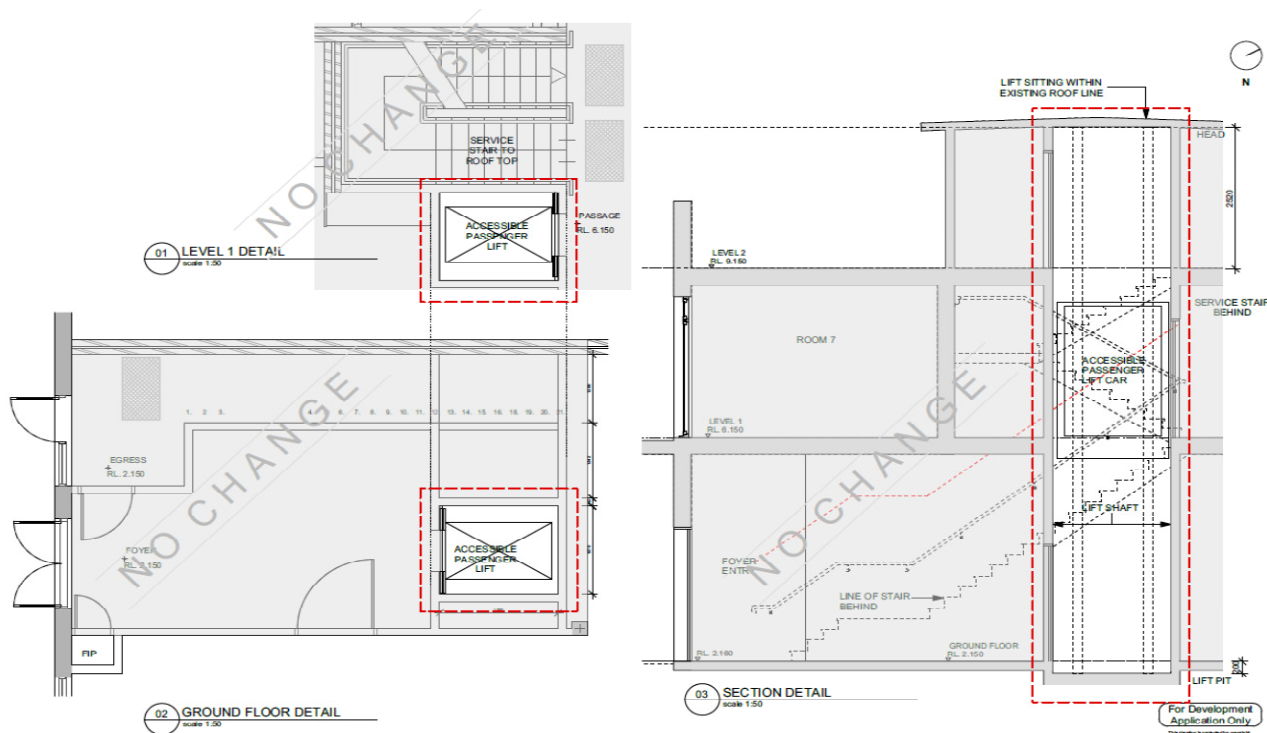 NO CHANGE
SERVICE
STAIR TO
ROOF TOP
ACCESSIBLE
PASSENGER
LIFT
PASSAGE
RL. 6.150
01 LEVEL 1 DETAIL
scale 1:50
1. 2. 3. 4. 6. 7. 8. 9. 10. 11. 12. 13. 14. 15. 16. 18. 19. 20. 21.
EGRESS
RL. 2.150
NO CHANGE
FOYER
RL. 2.150
ACCESSIBLE
PASSENGER
LIFT
FIP
02 GROUND FLOOR DETAIL
scale 1:50
N
LIFT SITTING WITHIN
EXISTING ROOF LINE
HEAD
2520
LEVEL 2
RL. 9.150
SERVICE STAIR
BEHIND
ROOM 7
ACCESSIBLE
PASSENGER
LIFT CAR
LEVEL 1
RL. 6.150
NO CHANGE
LIFT SHAFT
FOYER
ENTRY
LINE OF STAIR
BEHIND
GROUND FLOOR
RL. 2.150
LIFT PIT
03 SECTION DETAIL
scale 1:50
For Development
Application Only